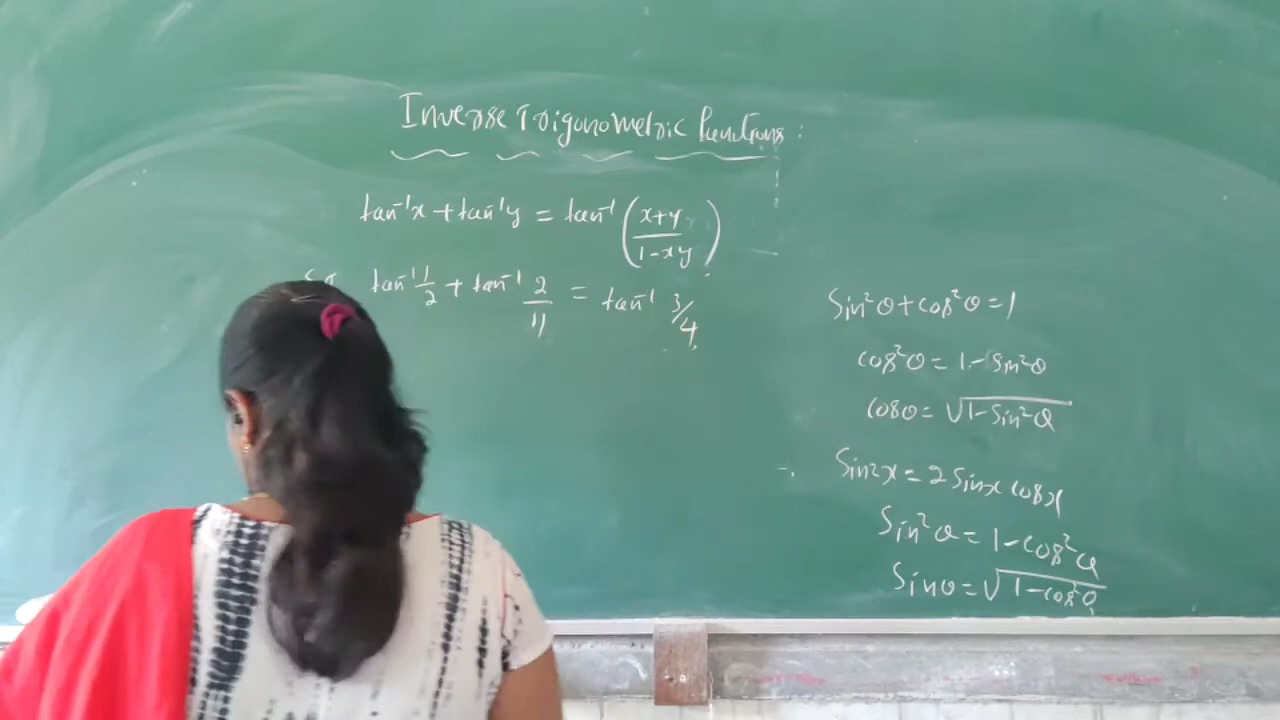 Inverse Trigonometric Functions :
tan⁻¹x + tan⁻¹y = tan⁻¹ (x+y / 1-xy).
tan⁻¹ 1/2 + tan⁻¹ 2/11 = tan⁻¹ 3/4.
Sin²θ + cos²θ = 1
cos²θ = 1 - Sin²θ
cosθ = √1-Sin²θ
Sin2x = 2 Sinx cosx
Sin²θ = 1 - cos²θ
Sinθ = √1-cos²θ